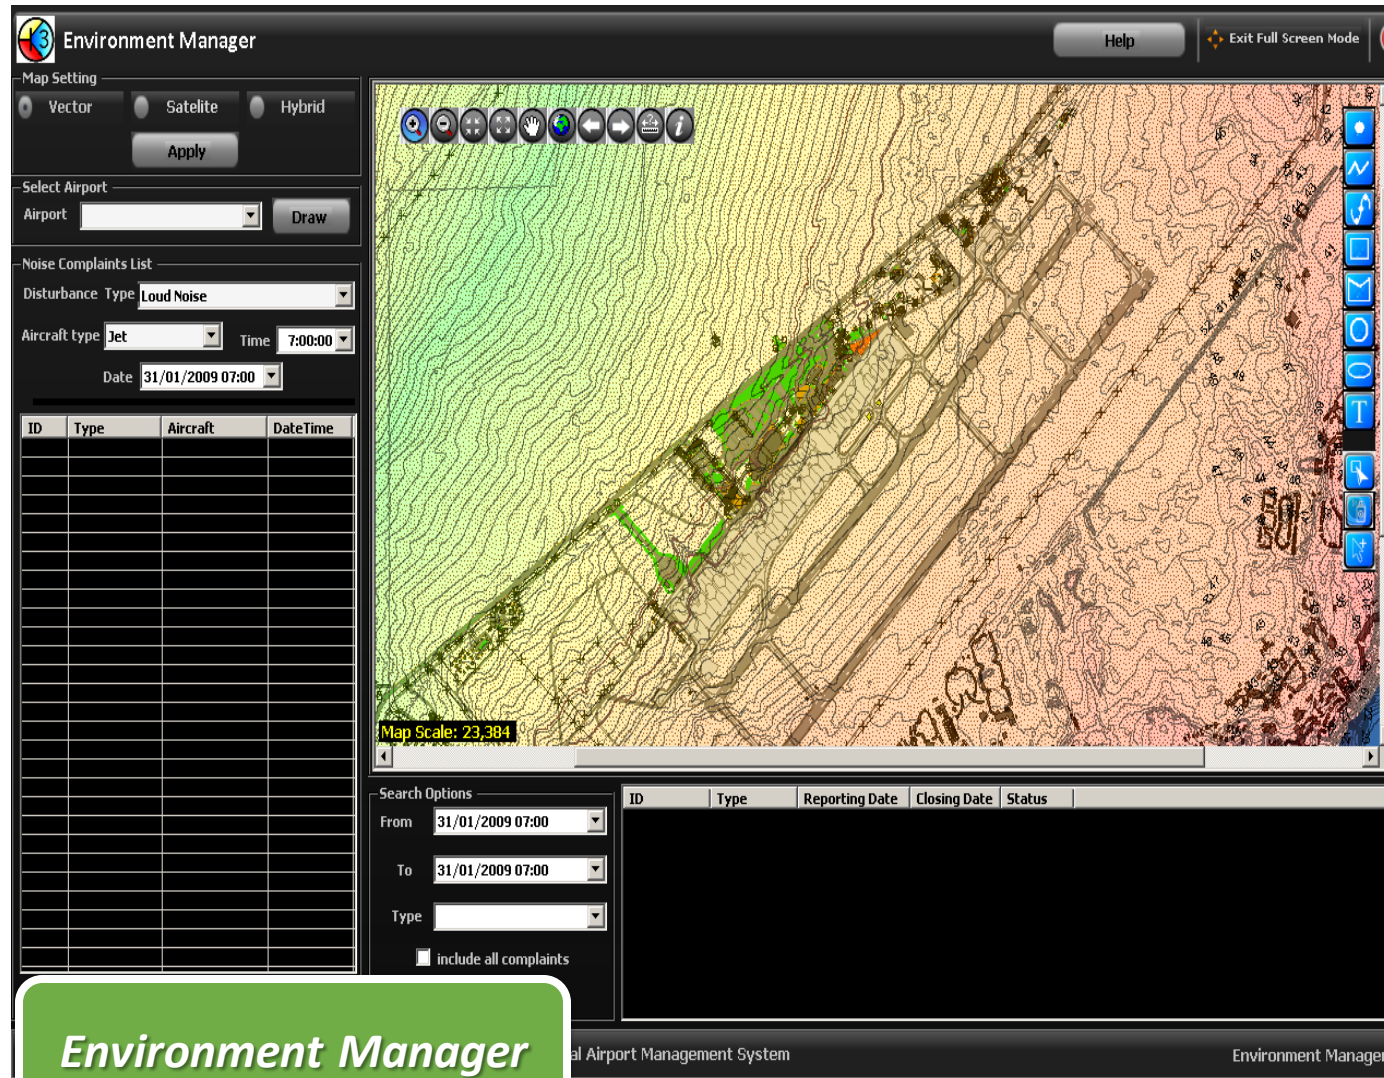 K3
Environment Manager
Help
Exit Full Screen Mode
Map Setting
Vector
Satelite
Hybrid
Apply
Select Airport
Airport
Draw
Noise Complaints List
Disturbance Type
Loud Noise
Aircraft type
Jet
Time
7:00:00
Date
31/01/2009 07:00
ID Type Aircraft DateTime
T
Map Scale: 23,384
Search Options
From
31/01/2009 07:00
To
31/01/2009 07:00
Type
include all complaints
ID Type Reporting Date Closing Date Status
Environment Manager
al Airport Management System
Environment Manager